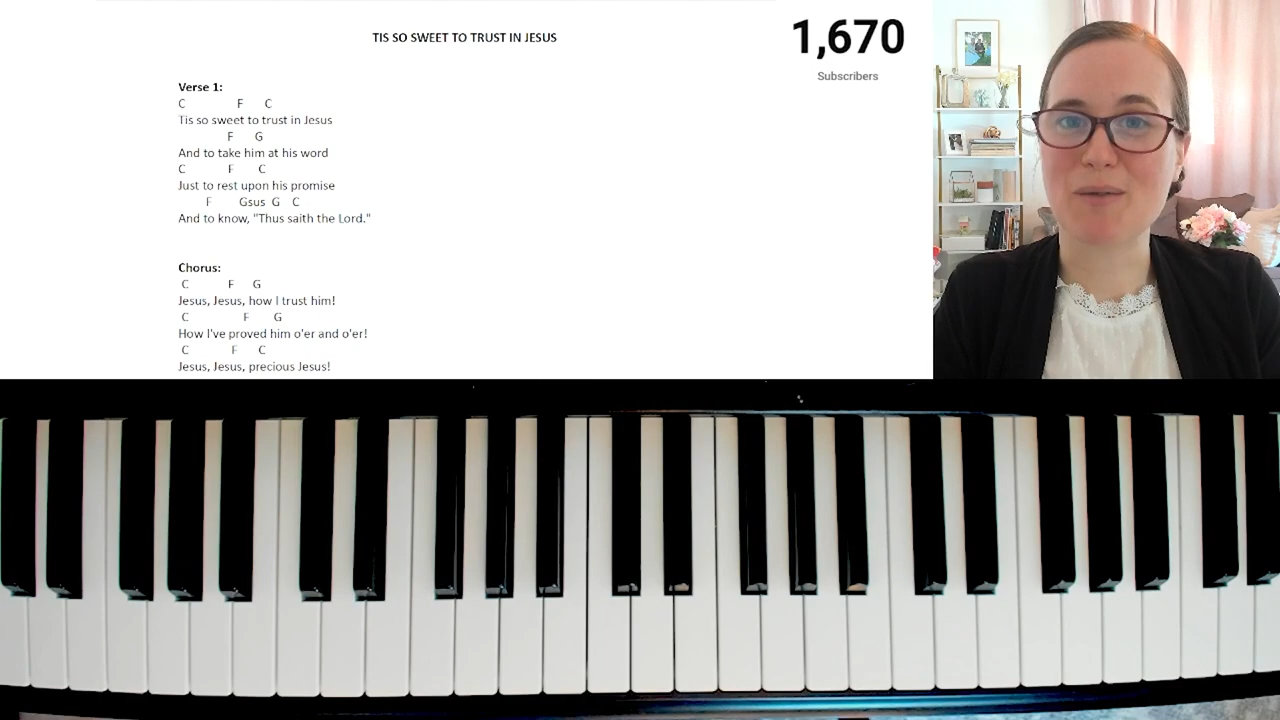 TIS SO SWEET TO TRUST IN JESUS
1,670
Subscribers
Verse 1:
C F C
Tis so sweet to trust in Jesus
F G
And to take him at his word
C F C
Just to rest upon his promise
F Gsus G C
And to know, "Thus saith the Lord."
Chorus:
C F G
Jesus, Jesus, how I trust him!
C F G
How I've proved him o'er and o'er!
C F C
Jesus, Jesus, precious Jesus!